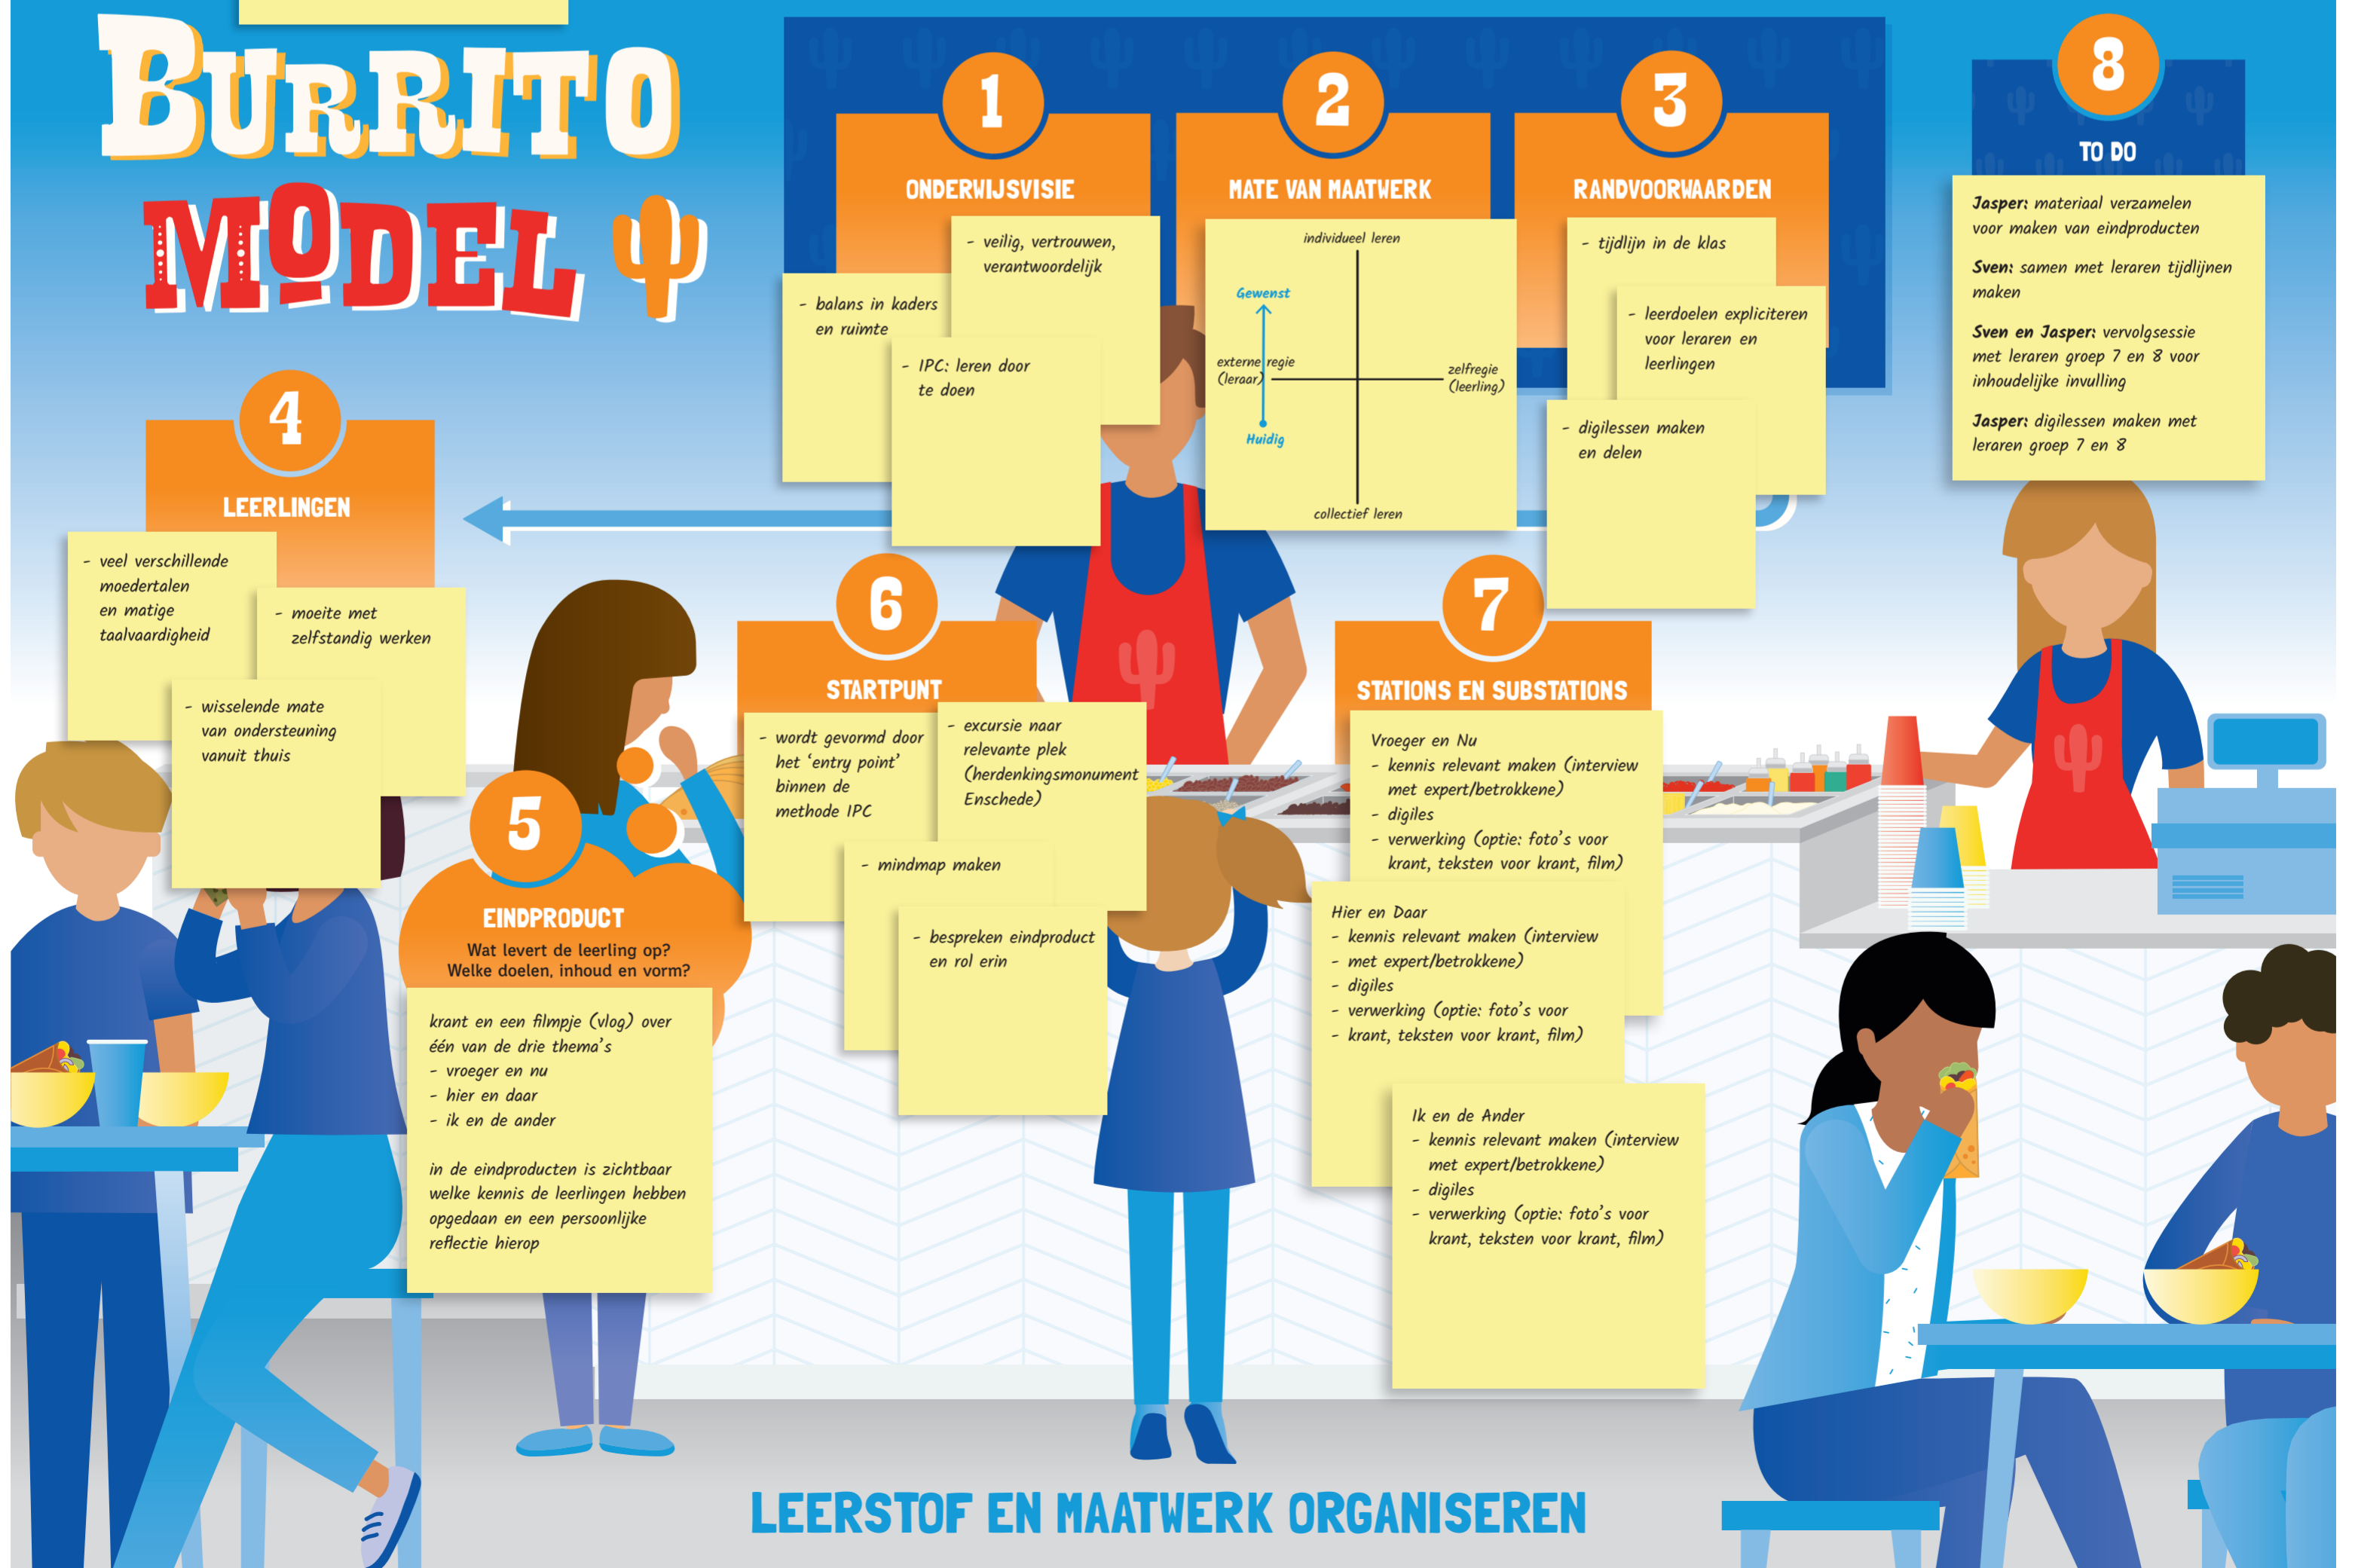 BURRITO
MODEL
1
ONDERWIJSVISIE
- veilig, vertrouwen,
verantwoordelijk
- balans in kaders
en ruimte
- IPC: leren door
te doen
2
MATE VAN MAATWERK
individueel leren
Gewenst
externe regie
(leraar)
zelfregie
(leerling)
Huidig
collectief leren
3
RANDVOORWAARDEN
- tijdlijn in de klas
- leerdoelen expliciteren
voor leraren en
leerlingen
- digilessen maken
en delen
8
TO DO
Jasper: materiaal verzamelen
voor maken van eindproducten
Sven: samen met leraren tijdlijnen
maken
Sven en Jasper: vervolgsessie
met leraren groep 7 en 8 voor
inhoudelijke invulling
Jasper: digilessen maken met
leraren groep 7 en 8
4
LEERLINGEN
- veel verschillende
moedertalen
en matige
taalvaardigheid
- moeite met
zelfstandig werken
- wisselende mate
van ondersteuning
vanuit thuis
5
EINDPRODUCT
Wat levert de leerling op?
Welke doelen, inhoud en vorm?
krant en een filmpje (vlog) over
één van de drie thema's
- vroeger en nu
- hier en daar
- ik en de ander
in de eindproducten is zichtbaar
welke kennis de leerlingen hebben
opgedaan en een persoonlijke
reflectie hierop
6
STARTPUNT
- wordt gevormd door
het 'entry point'
binnen de
methode IPC
- excursie naar
relevante plek
(herdenkingsmonument
Enschede)
- mindmap maken
- bespreken eindproduct
en rol erin
7
STATIONS EN SUBSTATIONS
Vroeger en Nu
- kennis relevant maken (interview
met expert/betrokkene)
- digiles
- verwerking (optie: foto's voor
krant, teksten voor krant, film)
Hier en Daar
- kennis relevant maken (interview
- met expert/betrokkene)
- digiles
- verwerking (optie: foto's voor
- krant, teksten voor krant, film)
Ik en de Ander
- kennis relevant maken (interview
met expert/betrokkene)
- digiles
- verwerking (optie: foto's voor
krant, teksten voor krant, film)
LEERSTOF EN MAATWERK ORGANISEREN